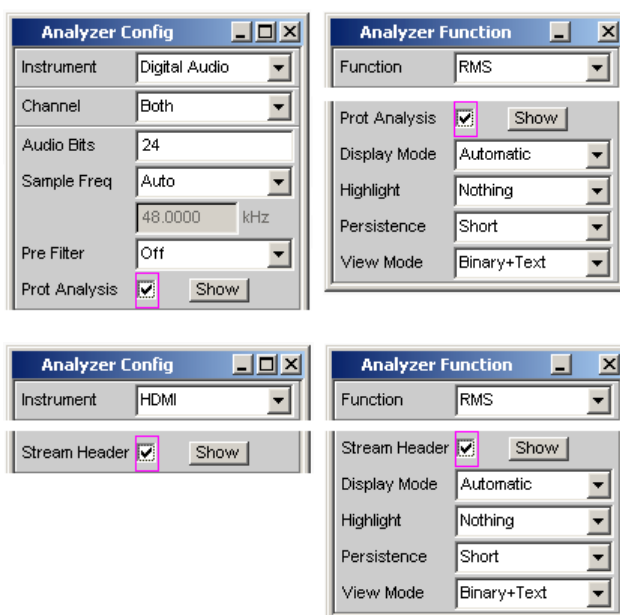 Analyzer Config
Instrument Digital Audio
Channel Both
Audio Bits 24
Sample Freq Auto
48.0000 kHz
Pre Filter Off
Prot Analysis Show
Analyzer Function
Function RMS
Prot Analysis Show
Display Mode Automatic
Highlight Nothing
Persistence Short
View Mode Binary+Text
Analyzer Config
Instrument HDMI
Stream Header Show
Analyzer Function
Function RMS
Stream Header Show
Display Mode Automatic
Highlight Nothing
Persistence Short
View Mode Binary+Text